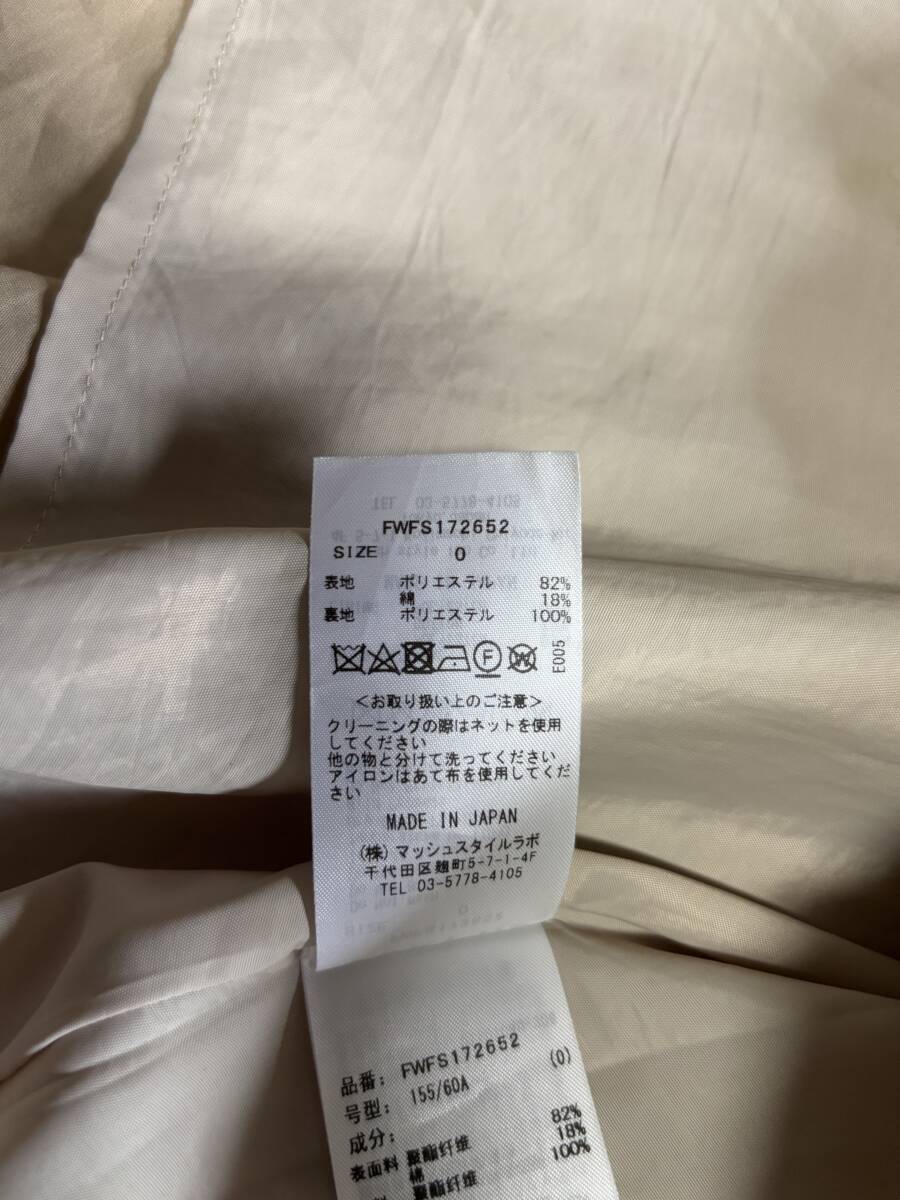 FWFS172652
SIZE 0
表地 ポリエステル 82%
綿 18%
裏地 ポリエステル 100%
F W E005
<お取り扱い上のご注意>
クリーニングの際はネットを使用
してください
他の物と分けて洗ってください
アイロンはあて布を使用してくだ
さい
MADE IN JAPAN
(株)マッシュスタイルラボ
千代田区麹町5-7-1-4F
TEL 03-5778-4105
品番: FWFS172652 (0)
号型: 155/60A
成分:
表面料 聚酯纤维 82%
棉 18%
聚酯纤维 100%